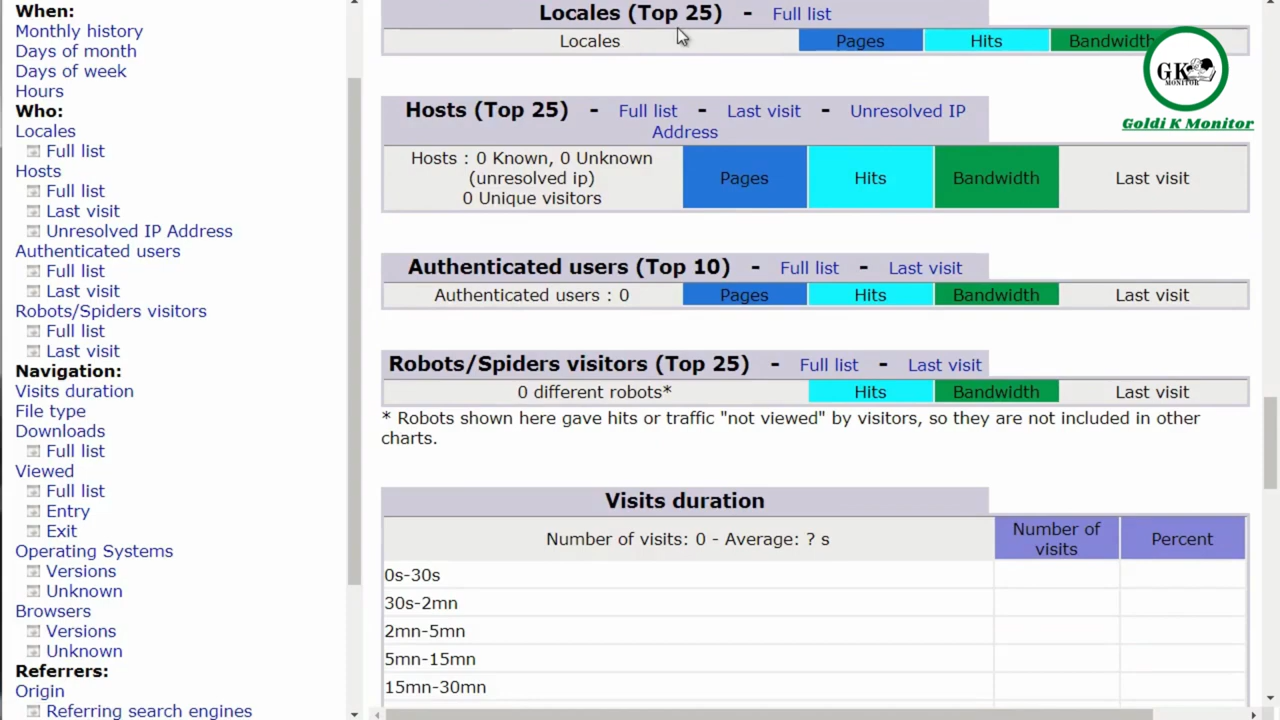 When:
Monthly history
Days of month
Days of week
Hours
Who:
Locales
Full list
Hosts
Full list
Last visit
Unresolved IP Address
Authenticated users
Full list
Last visit
Robots/Spiders visitors
Full list
Last visit
Navigation:
Visits duration
File type
Downloads
Full list
Viewed
Full list
Entry
Exit
Operating Systems
Versions
Unknown
Browsers
Versions
Unknown
Referrers:
Origin
Referring search engines
Locales (Top 25) - Full list
Locales Pages Hits Bandwidth
GK
MONITOR
Goldi K Monitor
Hosts (Top 25) - Full list - Last visit - Unresolved IP
Address
Hosts : 0 Known, 0 Unknown
(unresolved ip)
0 Unique visitors
Pages Hits Bandwidth Last visit
Authenticated users (Top 10) - Full list - Last visit
Authenticated users : 0 Pages Hits Bandwidth Last visit
Robots/Spiders visitors (Top 25) - Full list - Last visit
0 different robots* Hits Bandwidth Last visit
* Robots shown here gave hits or traffic "not viewed" by visitors, so they are not included in other
charts.
Visits duration
Number of visits: 0 - Average: ? s
Number of
visits
Percent
0s-30s
30s-2mn
2mn-5mn
5mn-15mn
15mn-30mn